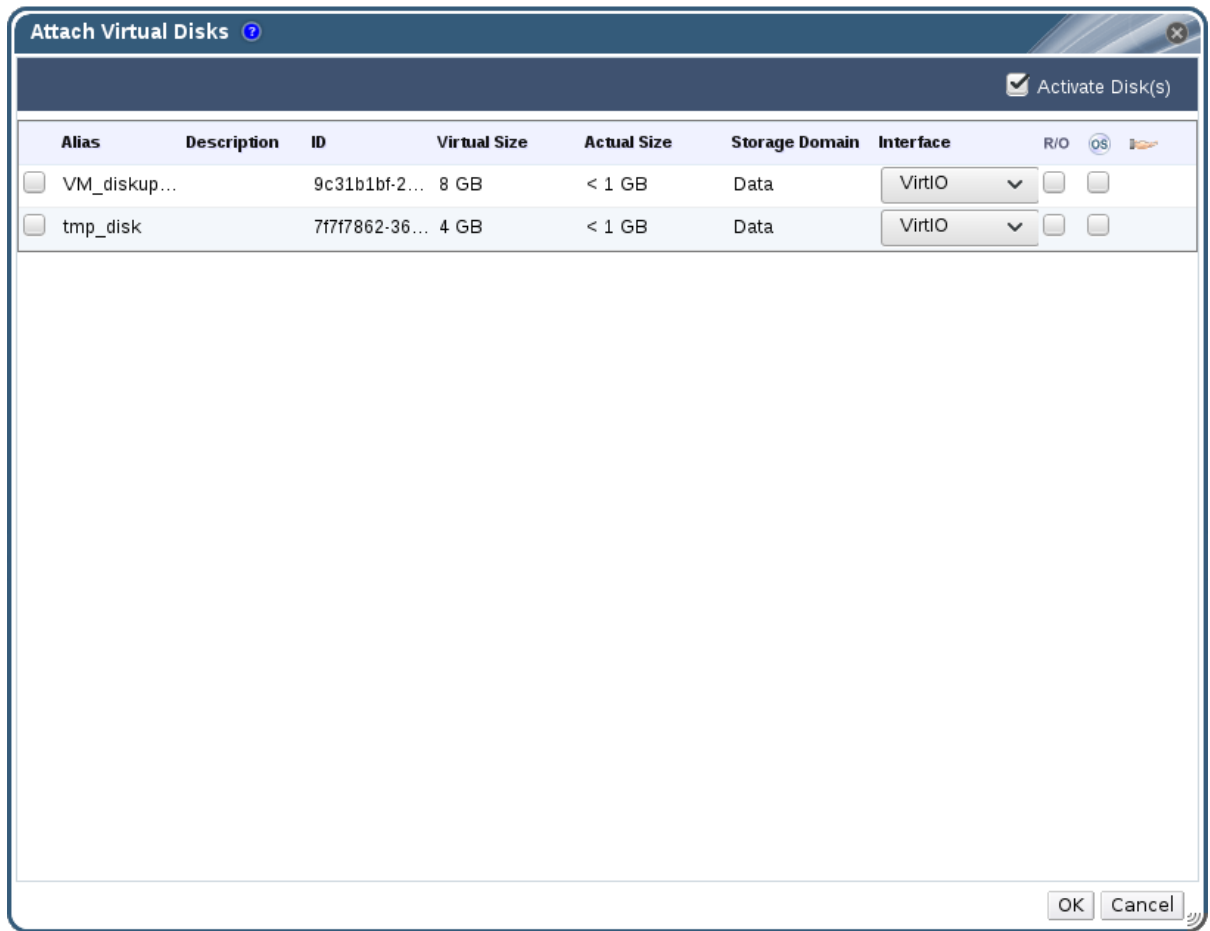 Attach Virtual Disks ?
Activate Disk(s)
Alias Description ID Virtual Size Actual Size Storage Domain Interface R/O OS
VM_diskup... 9c31b1bf-2... 8 GB < 1 GB Data VirtIO
tmp_disk 7f7f7862-36... 4 GB < 1 GB Data VirtIO
OK Cancel